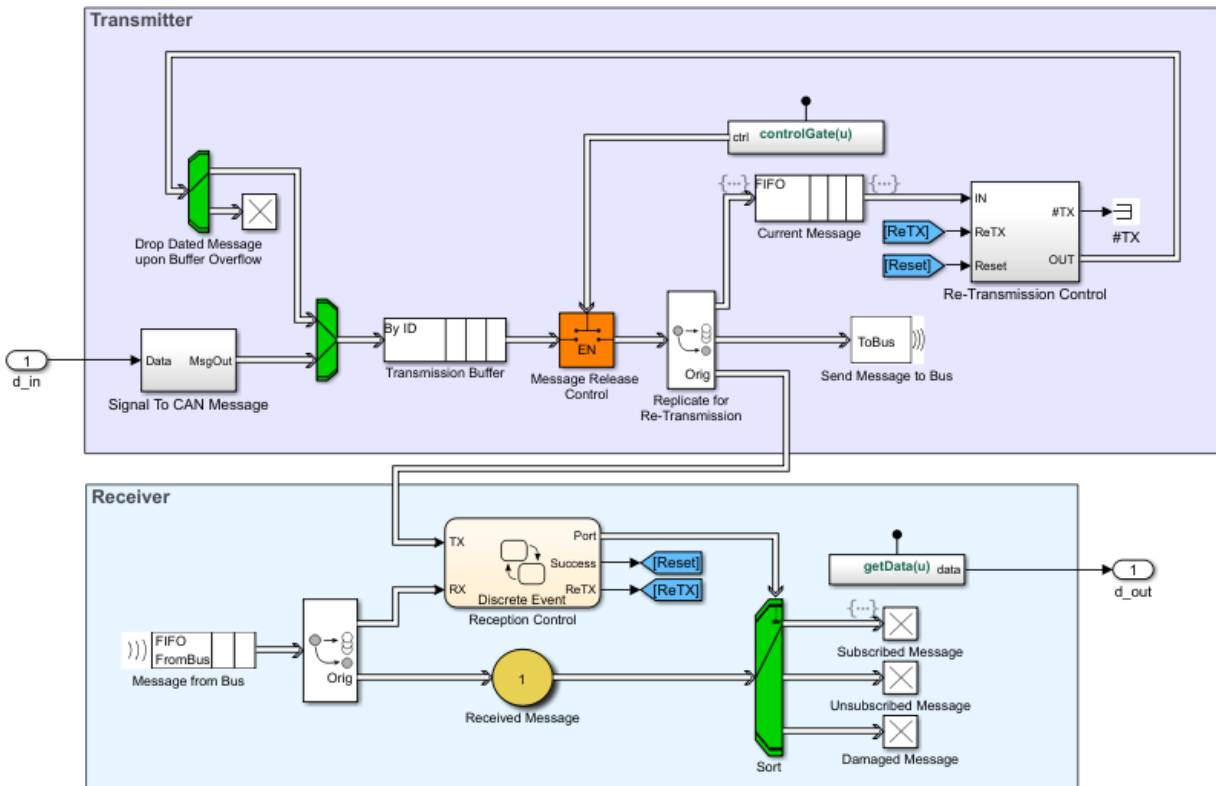 Transmitter
ctrl
controlGate(u)
{...}
FIFO
{...}
Current Message
IN
#TX
[ReTX]
ReTX
#TX
[Reset]
Reset
OUT
Re-Transmission Control
Drop Dated Message
upon Buffer Overflow
1
d_in
Data
MsgOut
Signal To CAN Message
By ID
Transmission Buffer
EN
Message Release
Control
Orig
Replicate for
Re-Transmission
ToBus
Send Message to Bus
Receiver
TX
Port
Success
[Reset]
RX
ReTX
[ReTX]
Discrete Event
Reception Control
getData(u)
data
1
d_out
{...}
Subscribed Message
FIFO
FromBus
Message from Bus
Orig
1
Received Message
Unsubscribed Message
Damaged Message
Sort